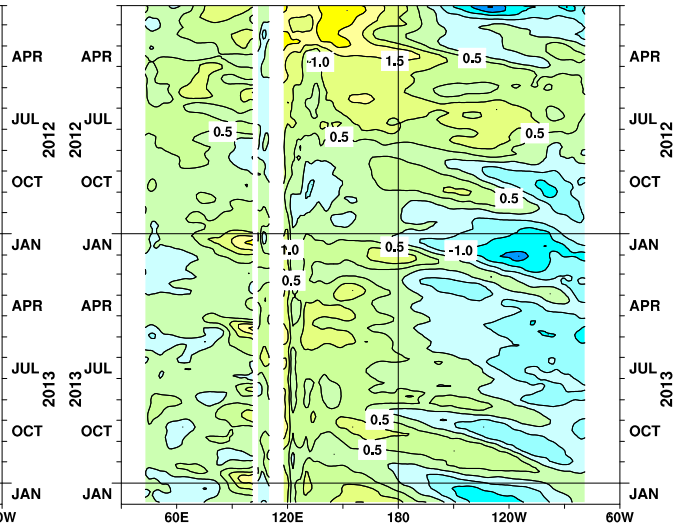 APR APR -1.0 1.5 0.5 APR
JUL JUL 0.5 0.5 0.5 JUL
2012 2012 2012
OCT OCT 0.5 OCT
JAN JAN 1.0 0.5 -1.0 JAN
0.5
APR APR APR
JUL JUL JUL
2013 2013 2013
OCT OCT 0.5 OCT
0.5
JAN JAN JAN
0W 60E 120E 180 120W 60W